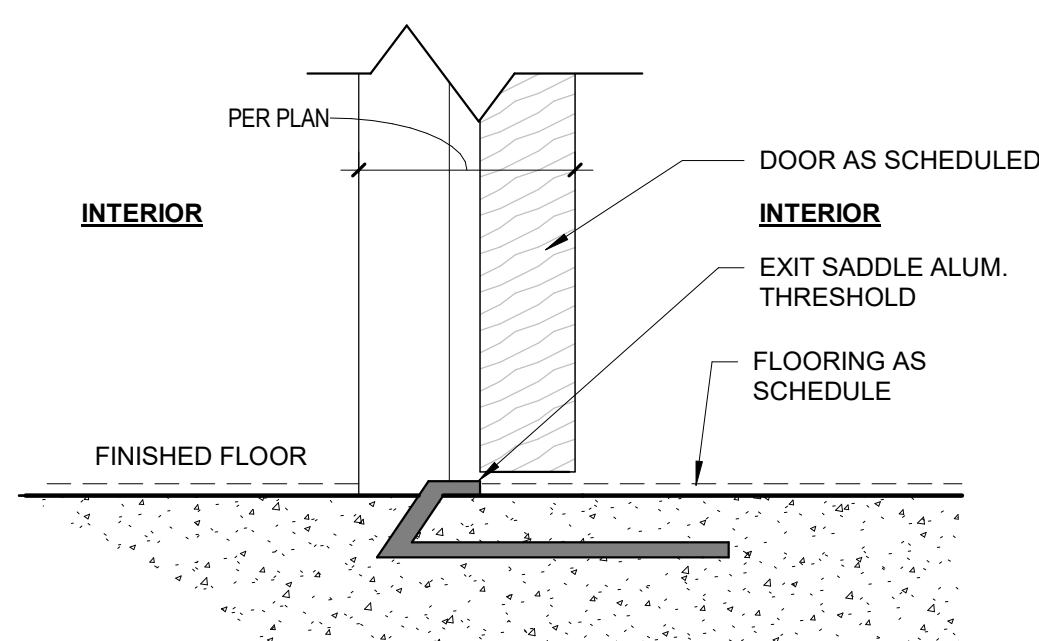 PER PLAN
DOOR AS SCHEDULED
INTERIOR
INTERIOR
EXIT SADDLE ALUM.
THRESHOLD
FLOORING AS
SCHEDULE
FINISHED FLOOR